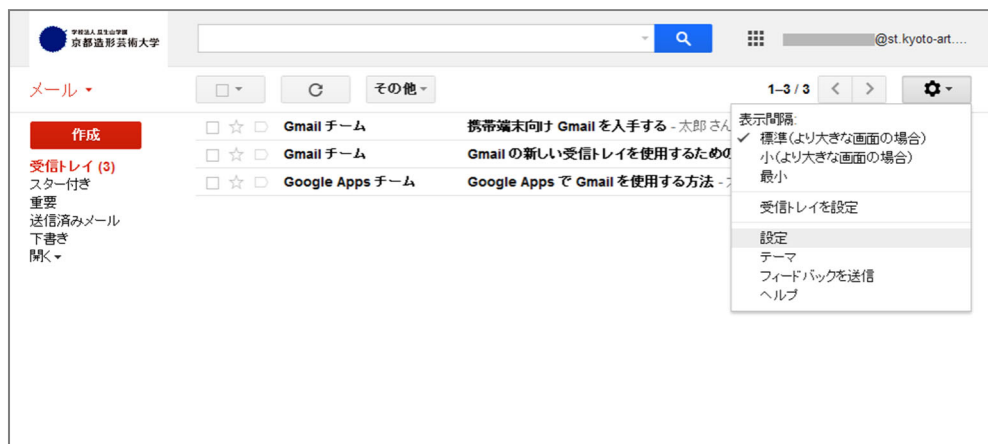 学校法人 瓜生山学園
京都造形芸術大学
@st.kyoto-art....
メール
その他
1–3 / 3
作成
受信トレイ (3)
スター付き
重要
送信済みメール
下書き
開く
Gmail チーム 携帯端末向け Gmail を入手する - 太郎さん
Gmail チーム Gmail の新しい受信トレイを使用するための
Google Apps チーム Google Apps で Gmail を使用する方法 -
表示間隔:
✓ 標準(より大きな画面の場合)
小(より大きな画面の場合)
最小
受信トレイを設定
設定
テーマ
フィードバックを送信
ヘルプ